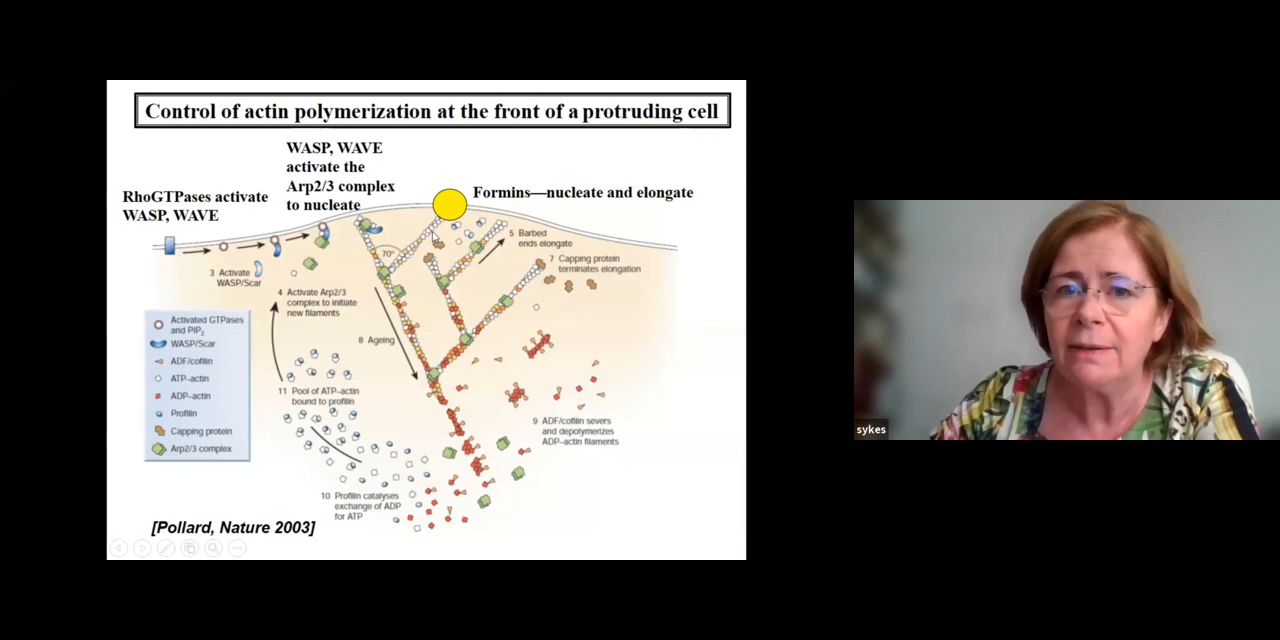 Control of actin polymerization at the front of a protruding cell
WASP, WAVE
activate the
Arp2/3 complex
to nucleate
RhoGTPases activate
WASP, WAVE
Formins—nucleate and elongate
70°
5 Barbed
ends elongate
7 Capping protein
terminates elongation
3 Activate
WASP/Scar
4 Activate Arp2/3
complex to initiate
new filaments
8 Ageing
Activated GTPases
and PIP2
WASP/Scar
ADF/cofilin
ATP-actin
ADP-actin
Profilin
Capping protein
Arp2/3 complex
11 Pool of ATP-actin
bound to profilin
9 ADF/cofilin severs
and depolymerizes
ADP-actin filaments
10 Profilin catalyses
exchange of ADP
for ATP
[Pollard, Nature 2003]
sykes